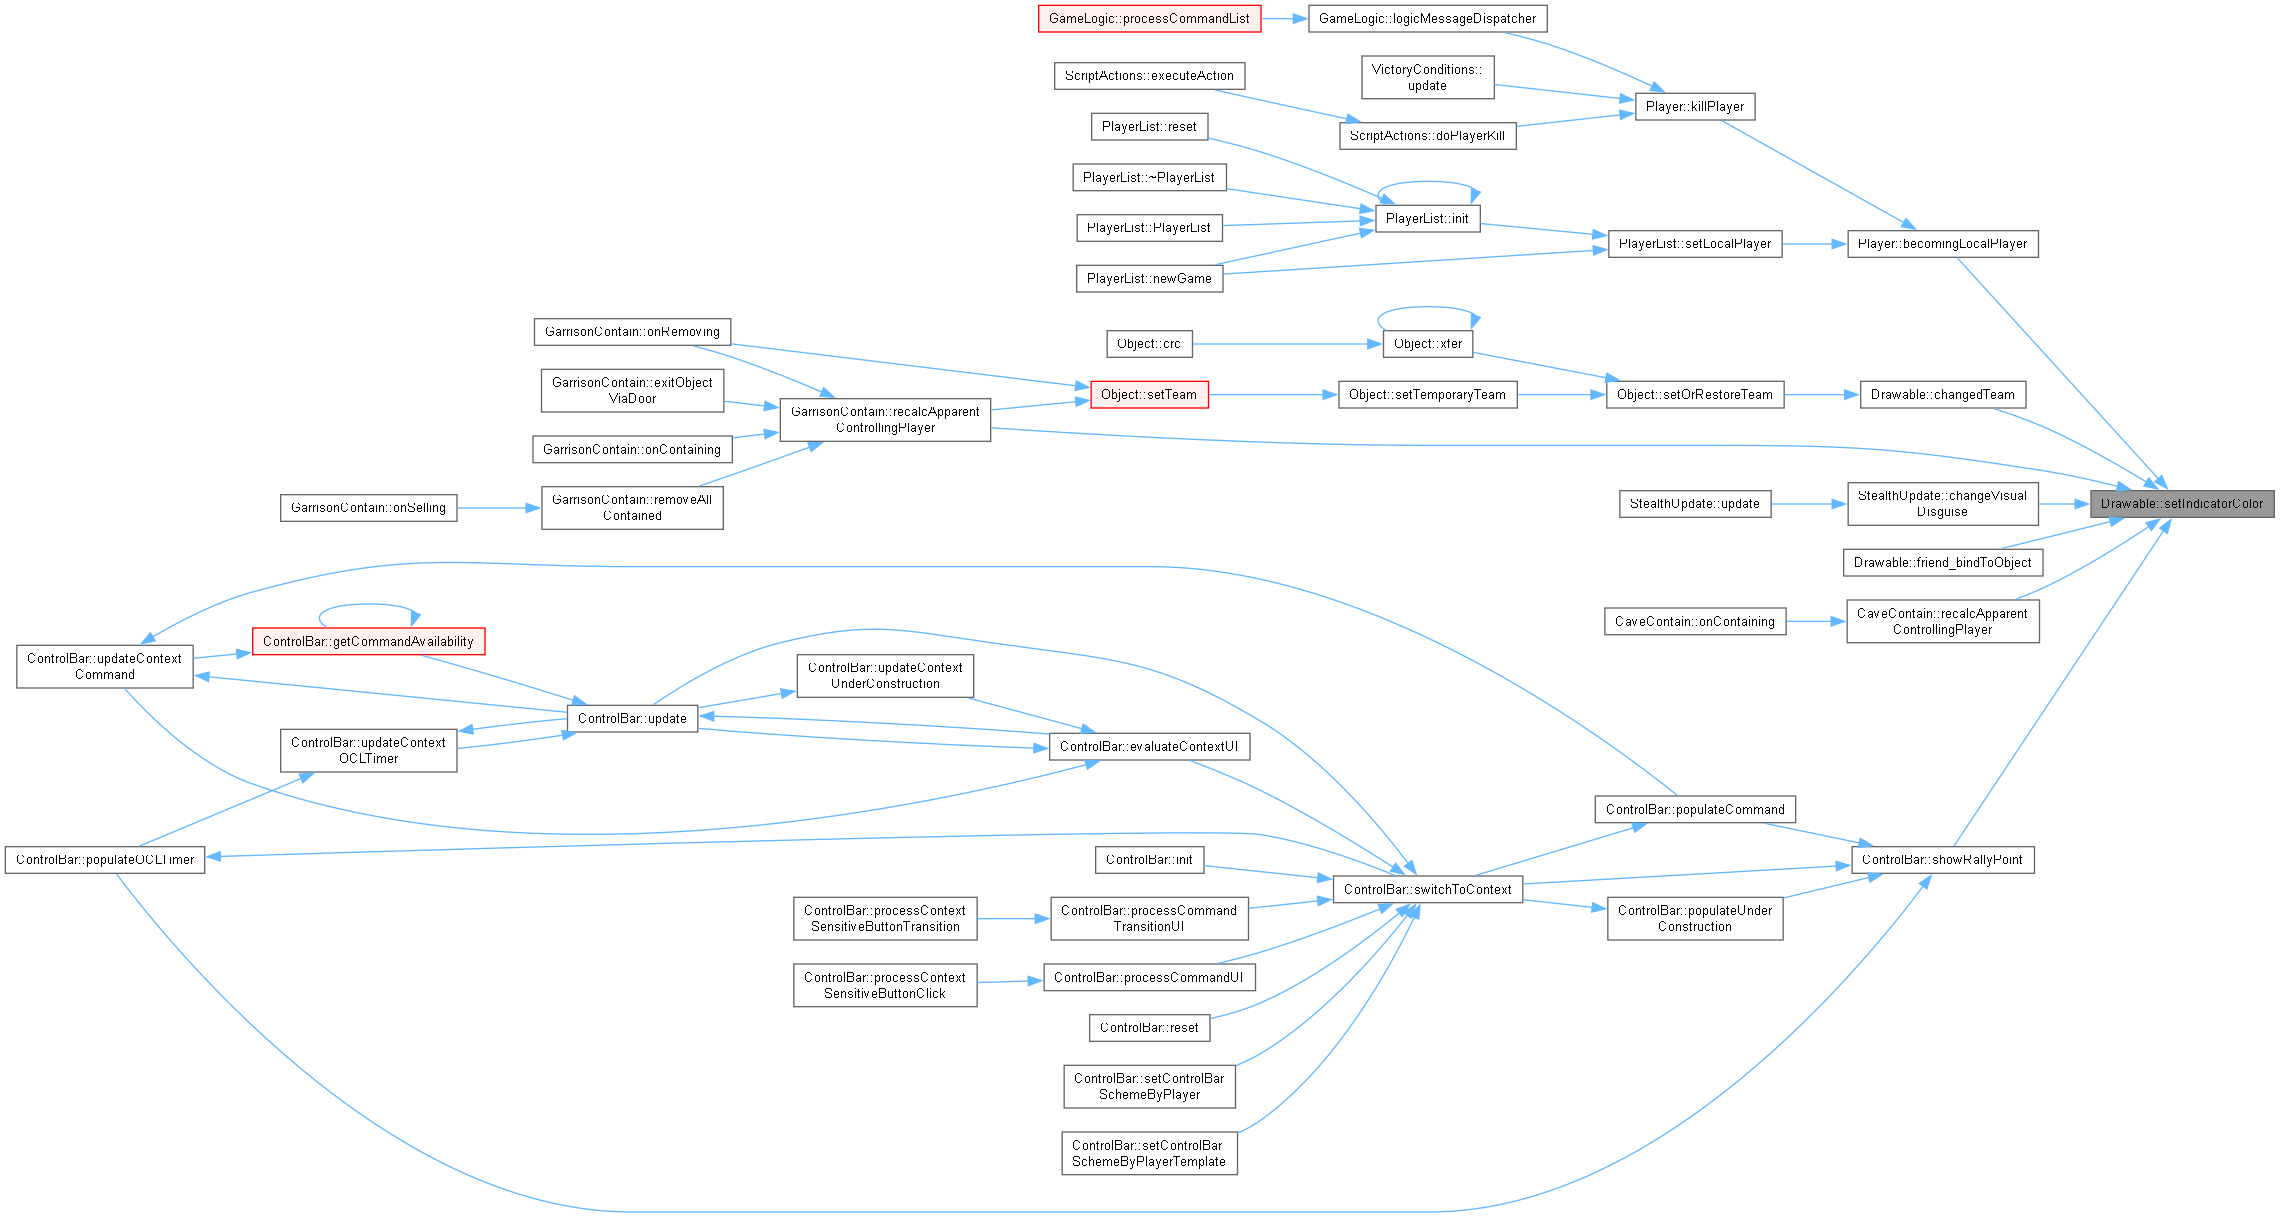 GameLogic::processCommandList
GameLogic::logicMessageDispatcher
VictoryConditions::
update
ScriptActions::executeAction
Player::killPlayer
PlayerList::reset
ScriptActions::doPlayerKill
PlayerList::~PlayerList
PlayerList::init
PlayerList::PlayerList
PlayerList::setLocalPlayer
Player::becomingLocalPlayer
PlayerList::newGame
GarrisonContain::onRemoving
Object::crc
Object::xfer
GarrisonContain::exitObject
ViaDoor
Object::setTeam
Object::setTemporaryTeam
Object::setOrRestoreTeam
Drawable::changedTeam
GarrisonContain::recalcApparent
ControllingPlayer
GarrisonContain::onContaining
GarrisonContain::removeAll
Contained
GarrisonContain::onSelling
StealthUpdate::update
StealthUpdate::changeVisual
Disguise
Drawable::setIndicatorColor
Drawable::friend_bindToObject
CaveContain::onContaining
CaveContain::recalcApparent
ControllingPlayer
ControlBar::getCommandAvailability
ControlBar::updateContext
Command
ControlBar::updateContext
UnderConstruction
ControlBar::update
ControlBar::updateContext
OCLTimer
ControlBar::evaluateContextUI
ControlBar::populateCommand
ControlBar::populateOCLTimer
ControlBar::init
ControlBar::showRallyPoint
ControlBar::switchToContext
ControlBar::processContext
SensitiveButtonTransition
ControlBar::processCommand
TransitionUI
ControlBar::populateUnder
Construction
ControlBar::processContext
SensitiveButtonClick
ControlBar::processCommandUI
ControlBar::reset
ControlBar::setControlBar
SchemeByPlayer
ControlBar::setControlBar
SchemeByPlayerTemplate